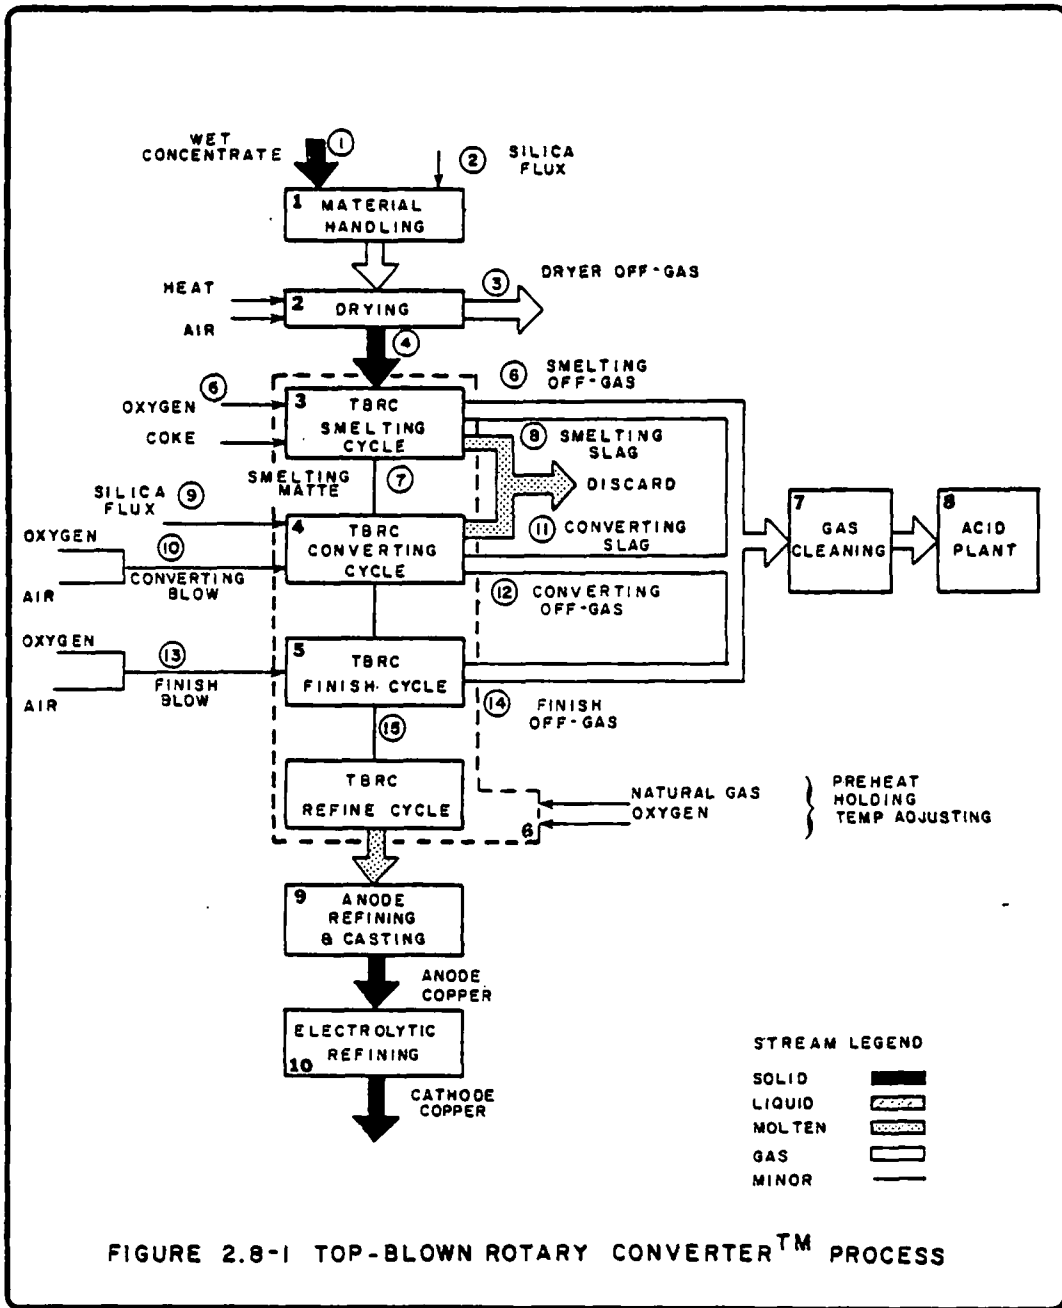 WET
CONCENTRATE
1
2
SILICA
FLUX
1 MATERIAL
HANDLING
HEAT
AIR
2 DRYING
3
DRYER OFF-GAS
4
6
OXYGEN
COKE
3 TBRC
SMELTING
CYCLE
6 SMELTING
OFF-GAS
8 SMELTING
SLAG
DISCARD
SMELTING
MATTE
7
SILICA
FLUX
9
OXYGEN
10
CONVERTING
BLOW
AIR
4 TBRC
CONVERTING
CYCLE
11 CONVERTING
SLAG
12 CONVERTING
OFF-GAS
7 GAS
CLEANING
8 ACID
PLANT
OXYGEN
13
FINISH
BLOW
AIR
5 TBRC
FINISH CYCLE
14 FINISH
OFF-GAS
15
TBRC
REFINE CYCLE
6
NATURAL GAS
OXYGEN
PREHEAT
HOLDING
TEMP ADJUSTING
9 ANODE
REFINING
& CASTING
ANODE
COPPER
ELECTROLYTIC
REFINING
10
CATHODE
COPPER
STREAM LEGEND
SOLID
LIQUID
MOLTEN
GAS
MINOR
FIGURE 2.8-1 TOP-BLOWN ROTARY CONVERTER™ PROCESS